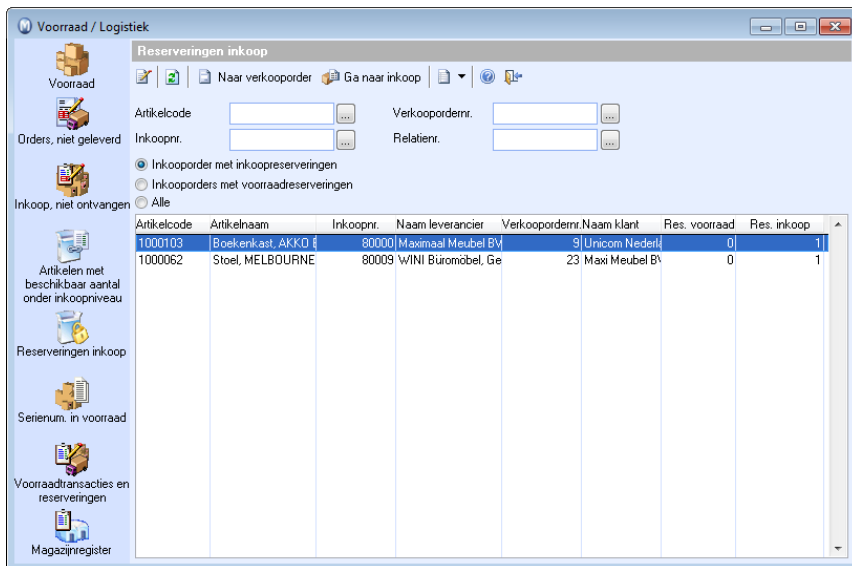 Voorraad / Logistiek
Reserveringen inkoop
Naar verkooporder
Ga naar inkoop
Artikelcode
Verkoopordernr.
Inkoopnr.
Relatienr.
Inkooporder met inkoopreserveringen
Inkooporders met voorraadreserveringen
Alle
Artikelcode Artikelnaam Inkoopnr. Naam leverancier Verkoopordernr. Naam klant Res. voorraad Res. inkoop
1000103 Boekenkast, AKKO 80000 Maximaal Meubel BV 9 Unicom Nederl 0 1
1000062 Stoel, MELBOURNE 80009 WINI Büromöbel, Ge 23 Maxi Meubel B 0 1
Voorraad
Orders, niet geleverd
Inkoop, niet ontvangen
Artikelen met
beschikbaar aantal
onder inkoopniveau
Reserveringen inkoop
Serienum. in voorraad
Voorraadtransacties en
reserveringen
Magazijnregister